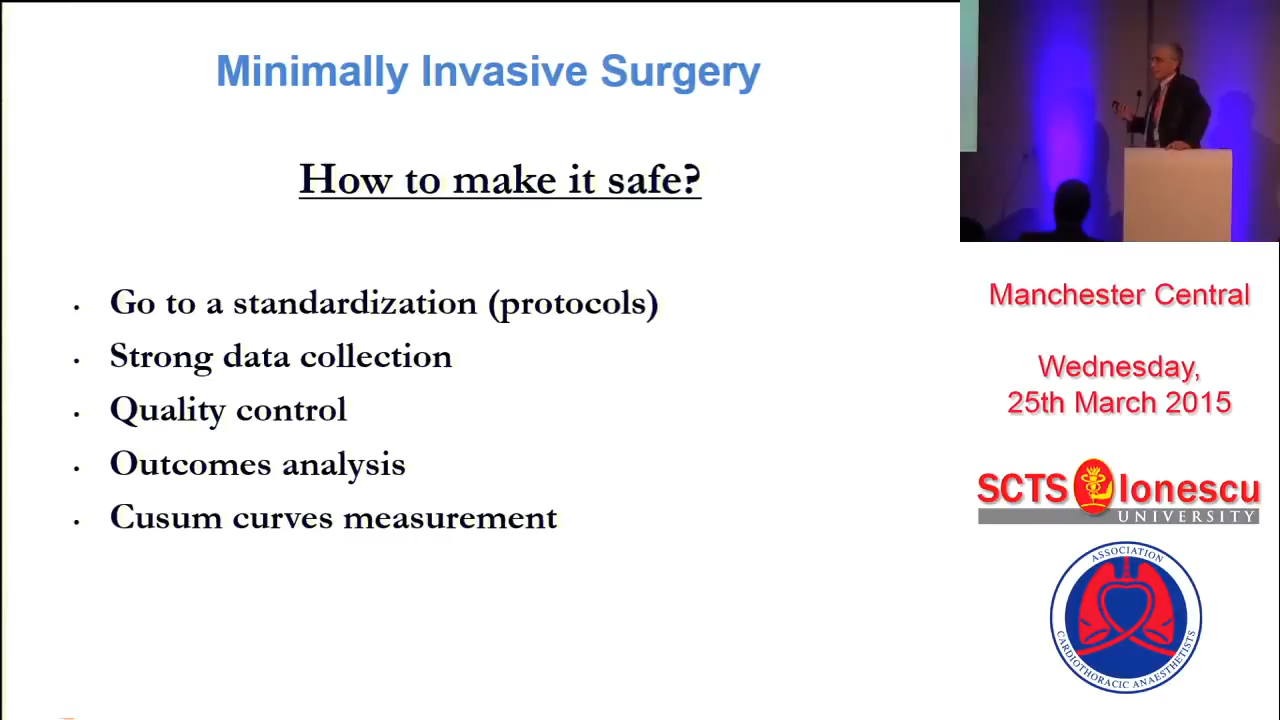 Minimally Invasive Surgery
How to make it safe?
• Go to a standardization (protocols)
• Strong data collection
• Quality control
• Outcomes analysis
• Cusum curves measurement
Manchester Central
Wednesday,
25th March 2015
SCTS Ionescu
UNIVERSITY
ASSOCIATION
CARDIOTHORACIC ANAESTHETISTS